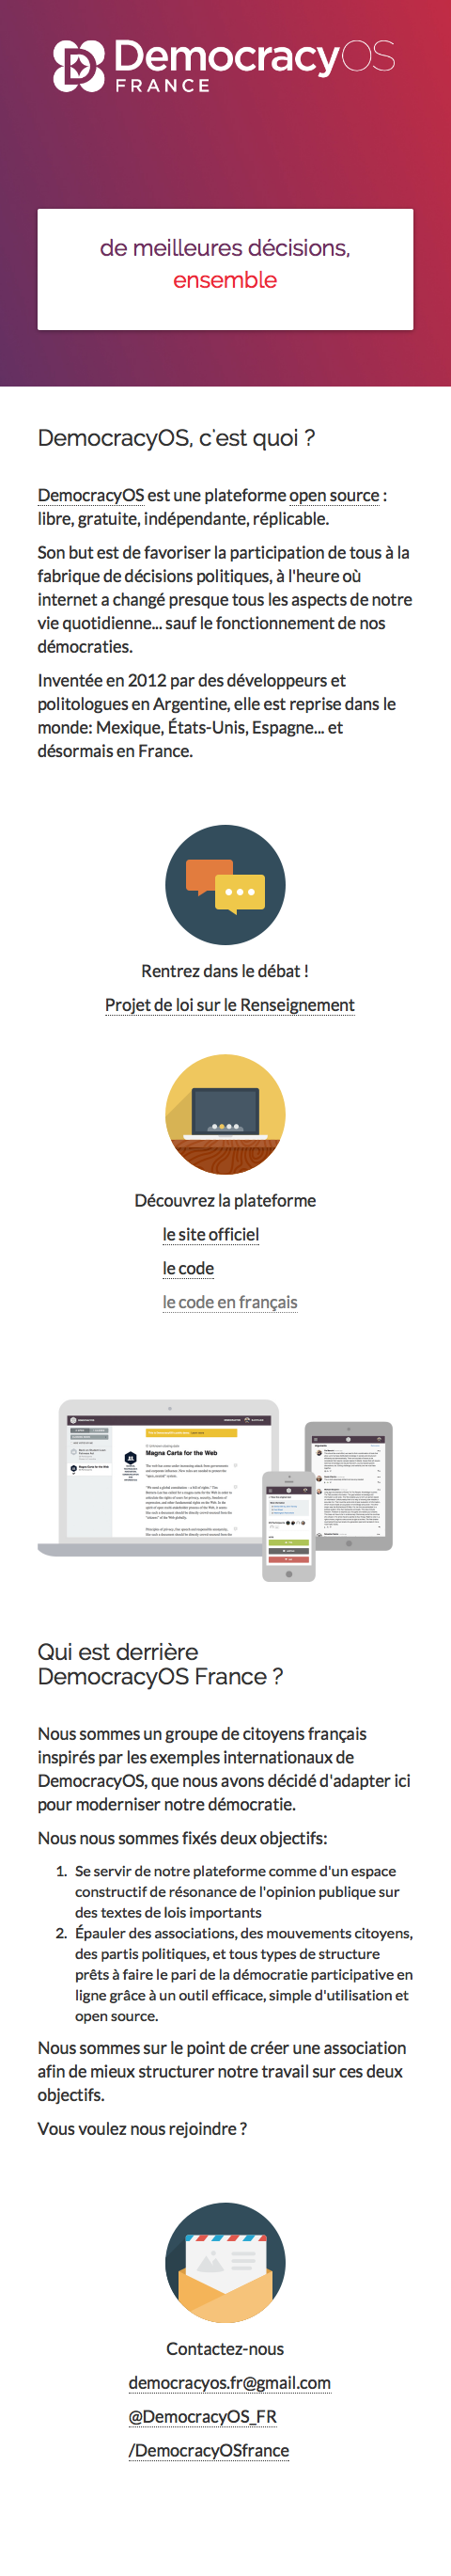 DemocracyOS
FRANCE
de meilleures décisions,
ensemble
DemocracyOS, c'est quoi ?
DemocracyOS est une plateforme open source :
libre, gratuite, indépendante, réplicable.
Son but est de favoriser la participation de tous à la
fabrique de décisions politiques, à l'heure où
internet a changé presque tous les aspects de notre
vie quotidienne... sauf le fonctionnement de nos
démocraties.
Inventée en 2012 par des développeurs et
politologues en Argentine, elle est reprise dans le
monde: Mexique, États-Unis, Espagne... et
désormais en France.
Rentrez dans le débat !
Projet de loi sur le Renseignement
Découvrez la plateforme
le site officiel
le code
le code en français
Magna Carta for the Web
Qui est derrière
DemocracyOS France ?
Nous sommes un groupe de citoyens français
inspirés par les exemples internationaux de
DemocracyOS, que nous avons décidé d'adapter ici
pour moderniser notre démocratie.
Nous nous sommes fixés deux objectifs:
1. Se servir de notre plateforme comme d'un espace
constructif de résonance de l'opinion publique sur
des textes de lois importants
2. Épauler des associations, des mouvements citoyens,
des partis politiques, et tous types de structure
prêts à faire le pari de la démocratie participative en
ligne grâce à un outil efficace, simple d'utilisation et
open source.
Nous sommes sur le point de créer une association
afin de mieux structurer notre travail sur ces deux
objectifs.
Vous voulez nous rejoindre ?
Contactez-nous
democracyos.fr@gmail.com
@DemocracyOS_FR
/DemocracyOSfrance